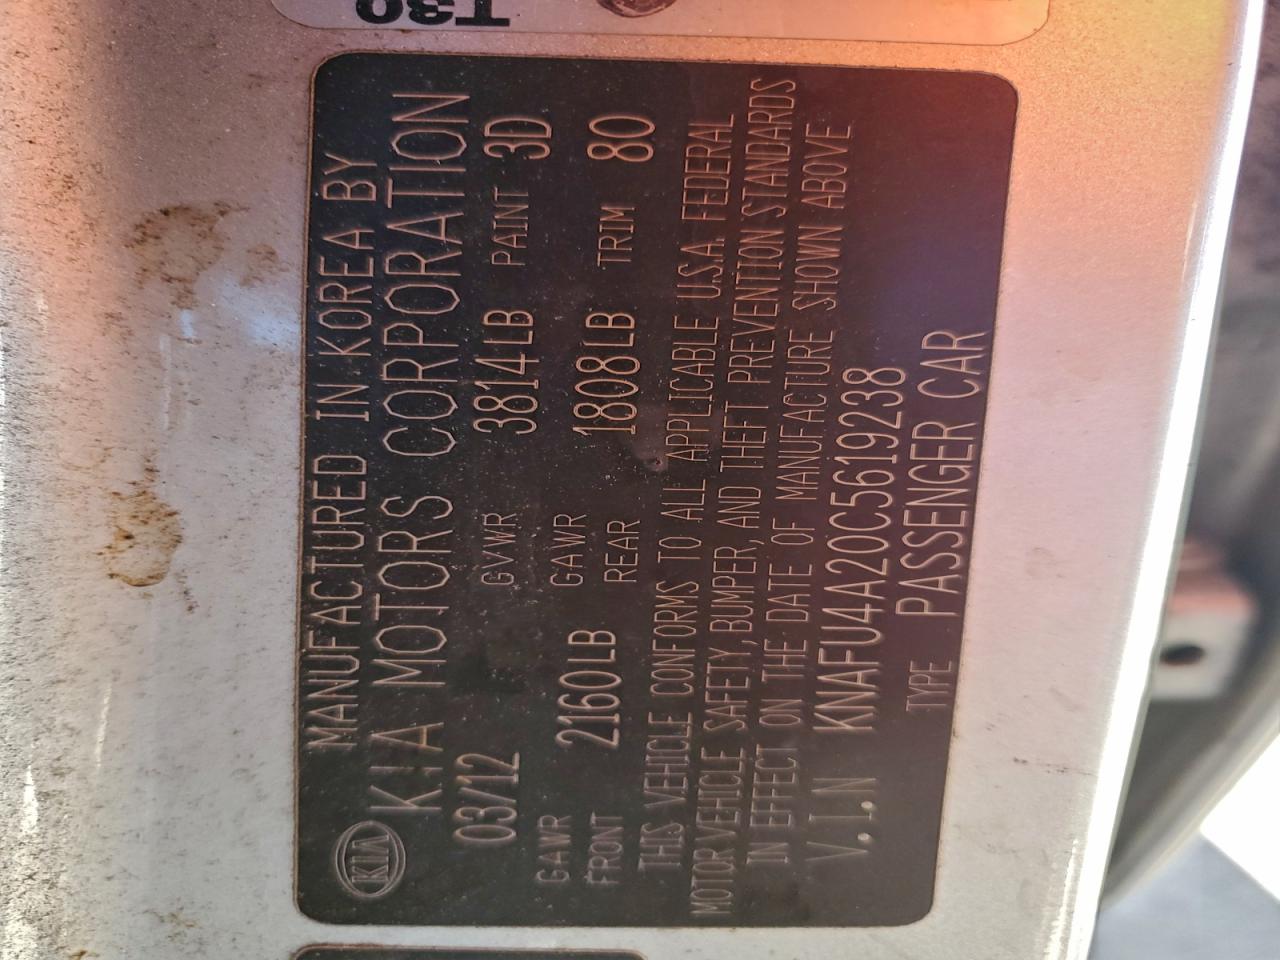 T30
MANUFACTURED IN KOREA BY
KIA KIA MOTORS CORPORATION
03/12 GVWR 3814LB PAINT 3D
GAWR FRONT 2160LB GAWR REAR 1808LB TRIM 80
THIS VEHICLE CONFORMS TO ALL APPLICABLE U.S.A. FEDERAL
MOTOR VEHICLE SAFETY, BUMPER, AND THEFT PREVENTION STANDARDS
IN EFFECT ON THE DATE OF MANUFACTURE SHOWN ABOVE
V.I.N KNAFU4A20C5619238
TYPE PASSENGER CAR